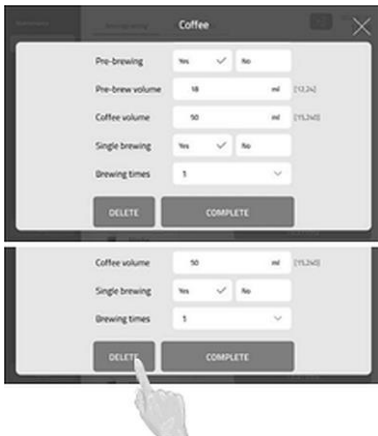 Coffee
Pre-brewing Yes No
Pre-brew volume 18 ml [12,24]
Coffee volume 50 ml [15,240]
Single brewing Yes No
Brewing times 1
DELETE COMPLETE
Coffee volume 50 ml [15,240]
Single brewing Yes No
Brewing times 1
DELETE COMPLETE